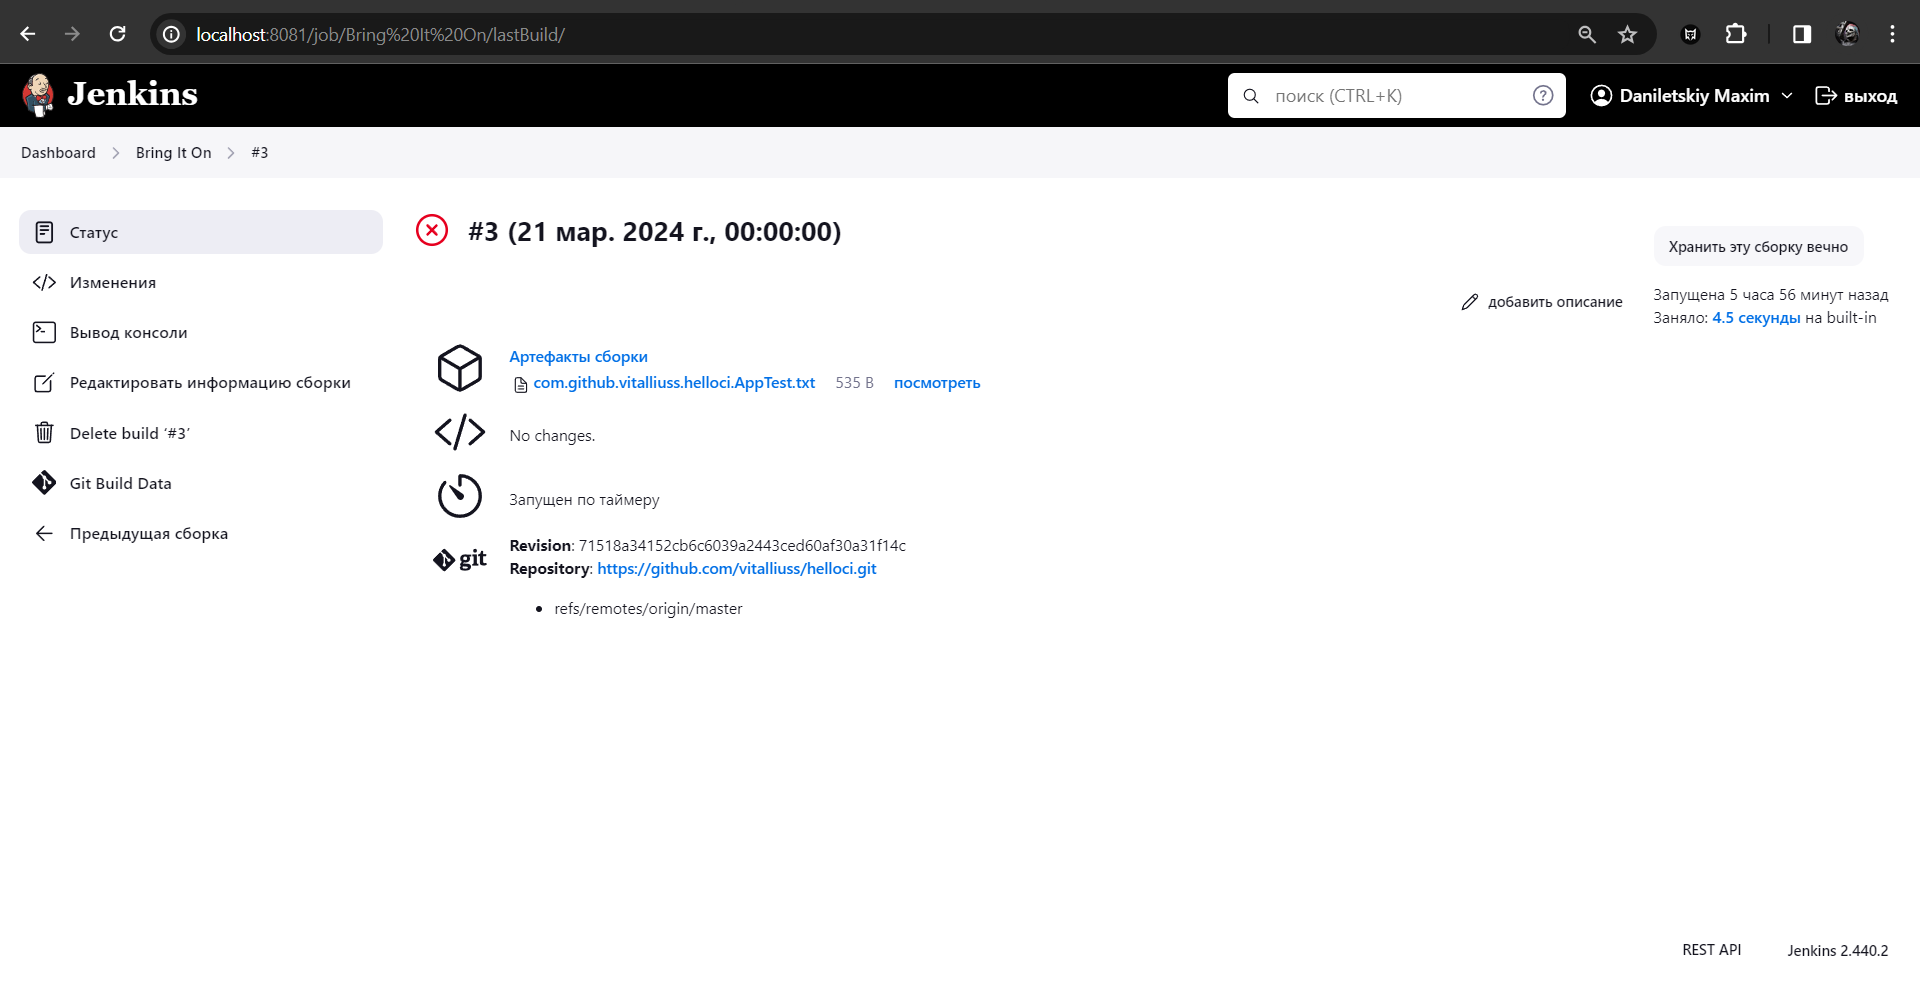 localhost:8081/job/Bring%20It%20On/lastBuild/
Jenkins
поиск (CTRL+K)
Daniletskiy Maxim
выход
Dashboard
Bring It On
#3
Статус
Изменения
Вывод консоли
Редактировать информацию сборки
Delete build ‘#3’
Git Build Data
Предыдущая сборка
#3 (21 мар. 2024 г., 00:00:00)
Хранить эту сборку вечно
добавить описание
Запущена 5 часа 56 минут назад
Заняло: 4.5 секунды на built-in
Артефакты сборки
com.github.vitalliuss.helloci.AppTest.txt 535 B посмотреть
No changes.
Запущен по таймеру
git
Revision: 71518a34152cb6c6039a2443ced60af30a31f14c
Repository: https://github.com/vitalliuss/helloci.git
refs/remotes/origin/master
REST API
Jenkins 2.440.2